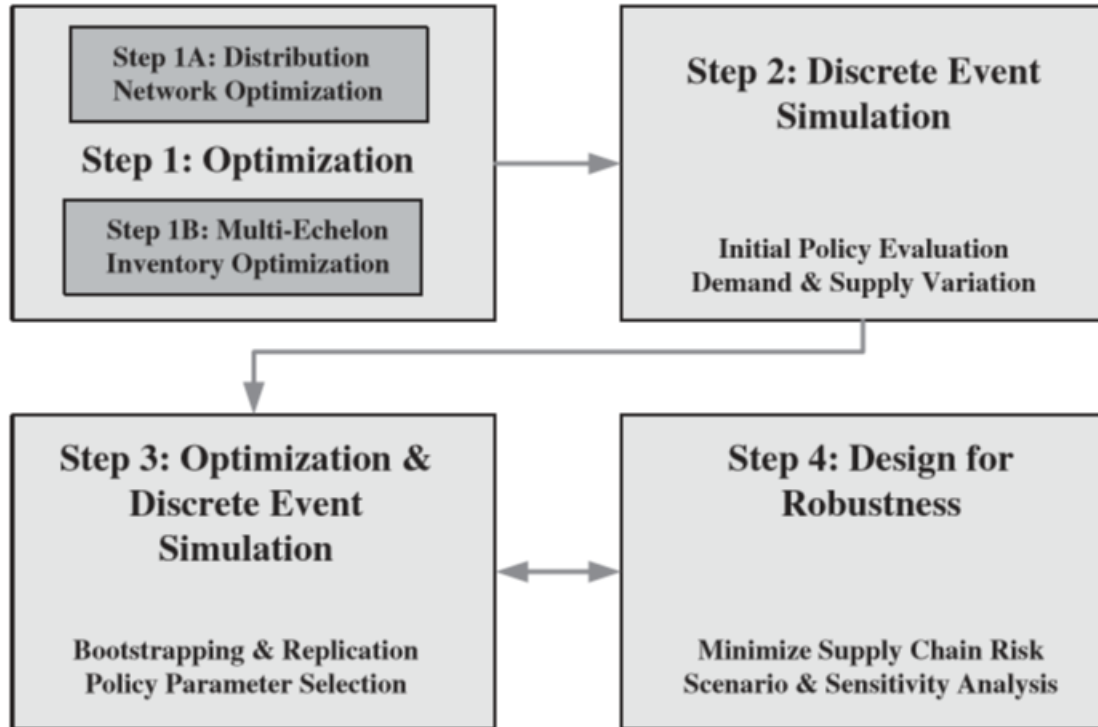 Step 1A: Distribution
Network Optimization
Step 1: Optimization
Step 1B: Multi-Echelon
Inventory Optimization
Step 2: Discrete Event
Simulation
Initial Policy Evaluation
Demand & Supply Variation
Step 3: Optimization &
Discrete Event
Simulation
Bootstrapping & Replication
Policy Parameter Selection
Step 4: Design for
Robustness
Minimize Supply Chain Risk
Scenario & Sensitivity Analysis